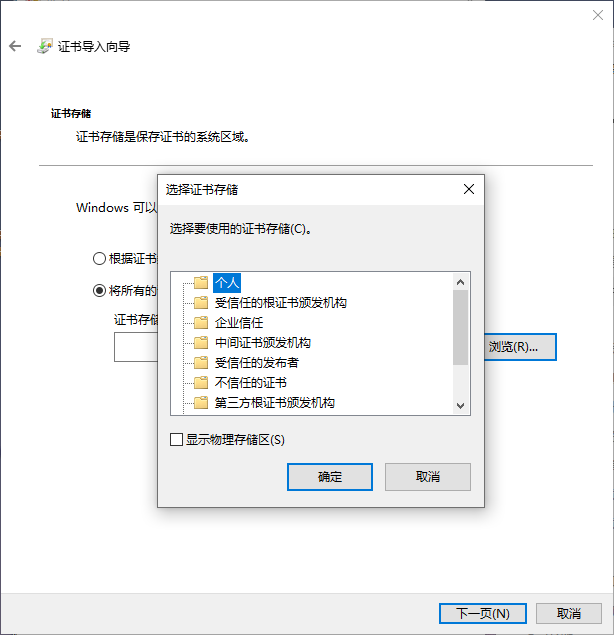 证书导入向导
证书存储
证书存储是保存证书的系统区域。
Windows 可以
根据证书
将所有的
证书存储
浏览(R)...
选择证书存储
选择要使用的证书存储(C)。
个人
受信任的根证书颁发机构
企业信任
中间证书颁发机构
受信任的发布者
不信任的证书
第三方根证书颁发机构
显示物理存储区(S)
确定
取消
下一页(N)
取消